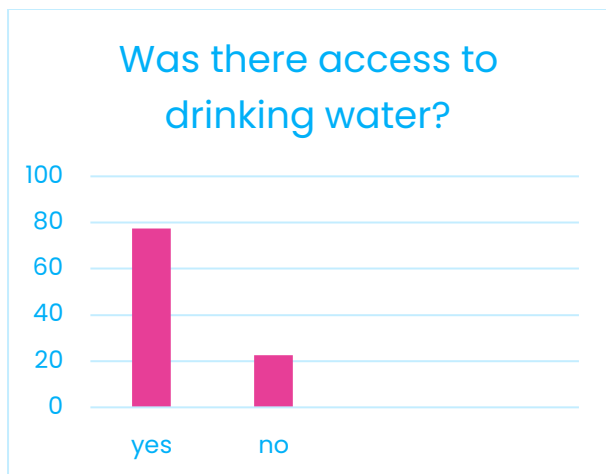 Was there access to
drinking water?
100
80
60
40
20
0
yes no